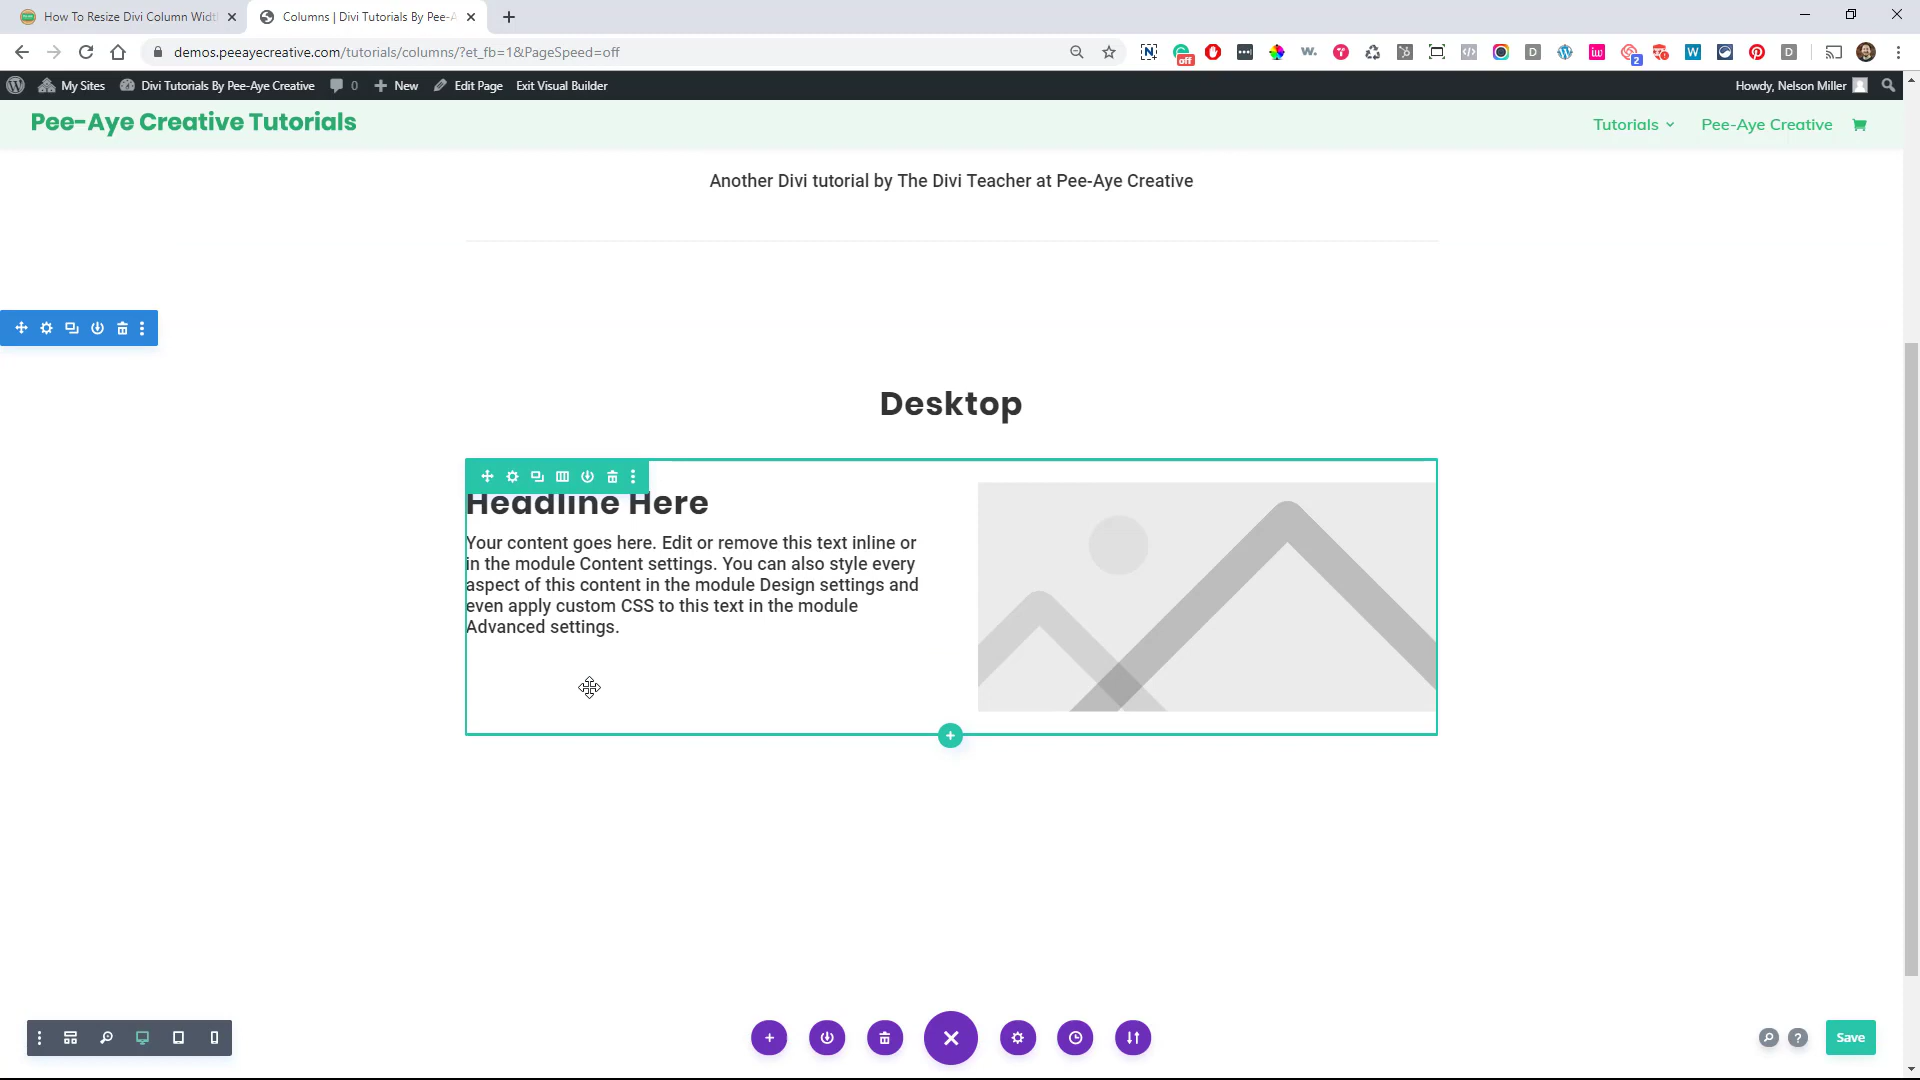 How To Resize Divi Column Widt
Columns | Divi Tutorials By Pee-A
demos.peeayecreative.com/tutorials/columns/?et_fb=1&PageSpeed=off
off
2
My Sites
Divi Tutorials By Pee-Aye Creative
0
New
Edit Page
Exit Visual Builder
Howdy, Nelson Miller
Pee-Aye Creative Tutorials
Tutorials
Pee-Aye Creative
Another Divi tutorial by The Divi Teacher at Pee-Aye Creative
Desktop
Headline Here
Your content goes here. Edit or remove this text inline or
in the module Content settings. You can also style every
aspect of this content in the module Design settings and
even apply custom CSS to this text in the module
Advanced settings.
?
Save